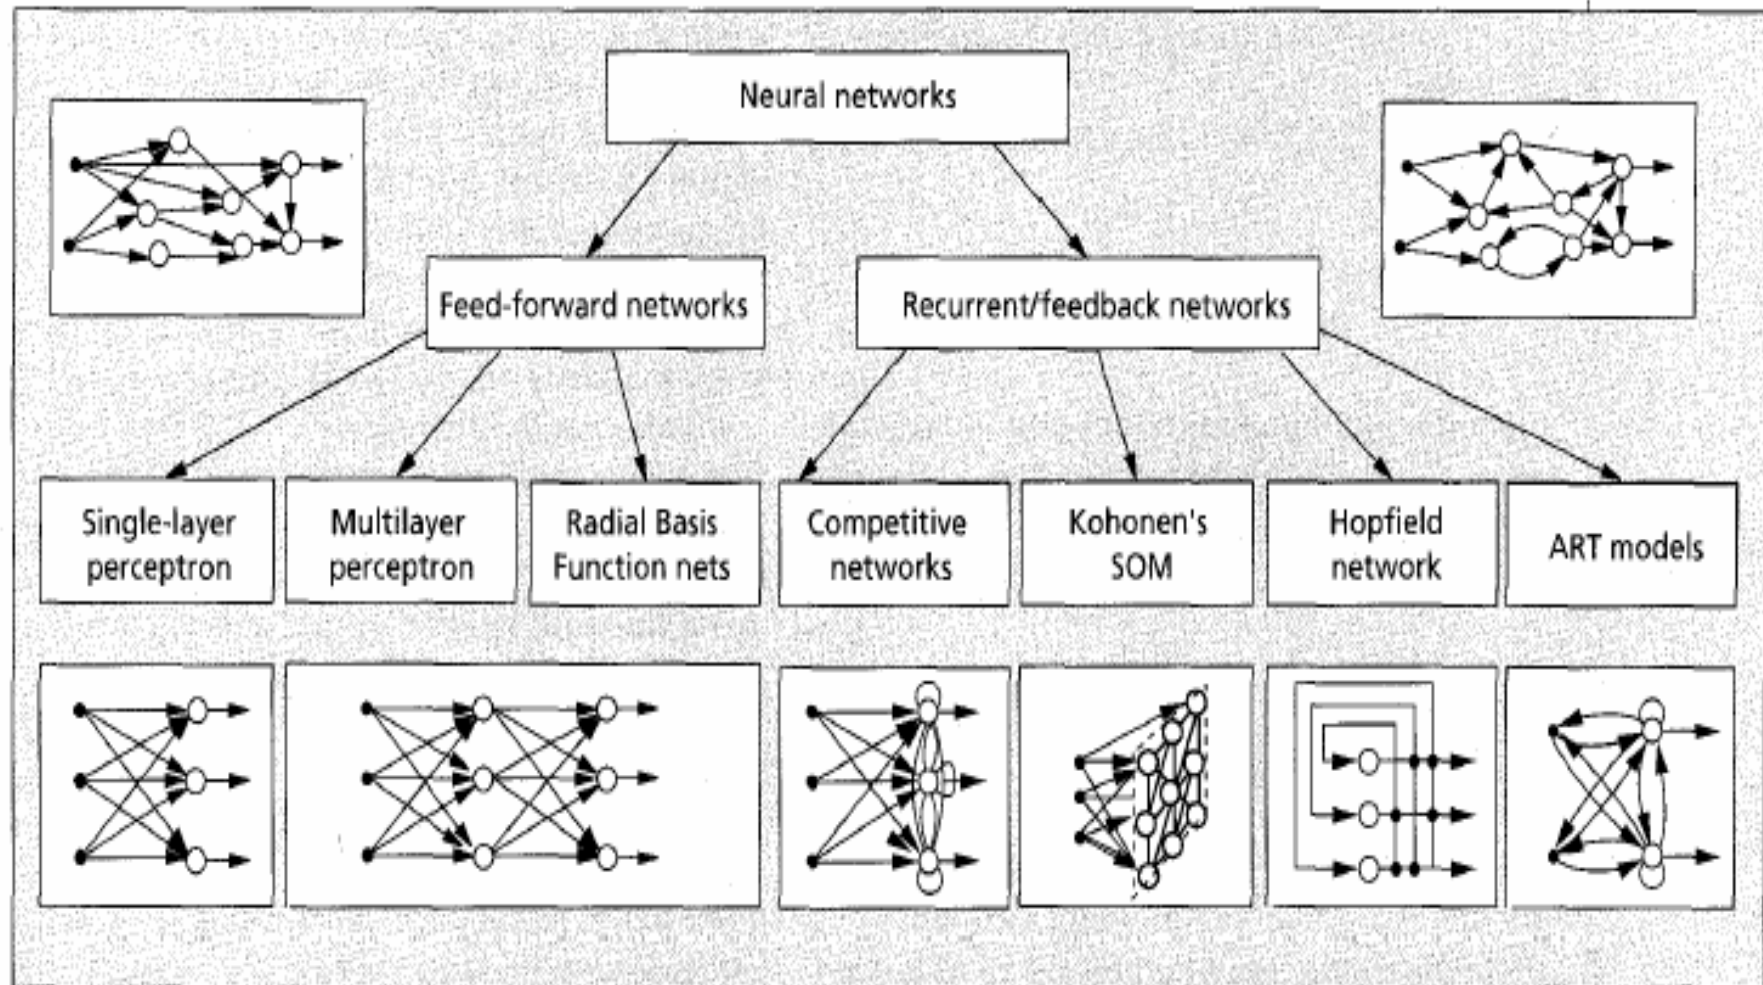 Neural networks
Feed-forward networks
Recurrent/feedback networks
Single-layer
perceptron
Multilayer
perceptron
Radial Basis
Function nets
Competitive
networks
Kohonen's
SOM
Hopfield
network
ART models